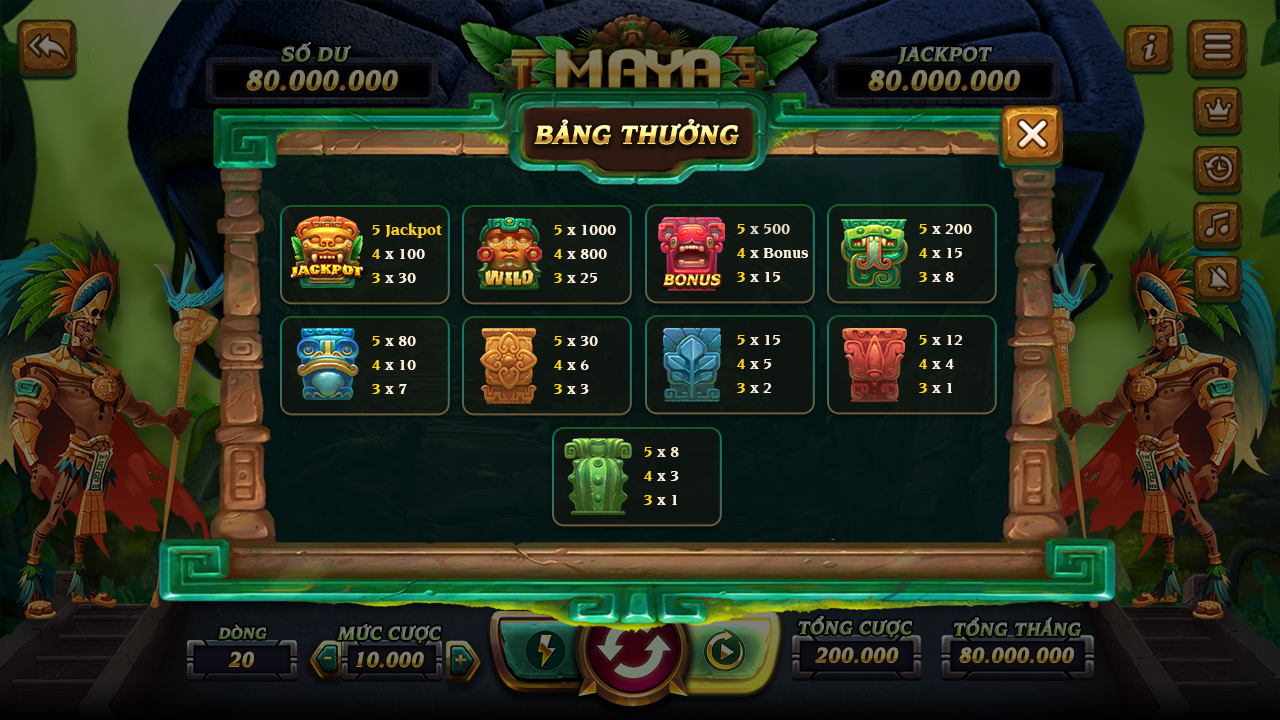 SỐ DƯ
80.000.000
MAYA
JACKPOT
80.000.000
BẢNG THƯỞNG
JACKPOT
5 Jackpot
4 x 100
3 x 30
WILD
5 x 1000
4 x 800
3 x 25
BONUS
5 x 500
4 x Bonus
3 x 15
5 x 200
4 x 15
3 x 8
5 x 80
4 x 10
3 x 7
5 x 30
4 x 6
3 x 3
5 x 15
4 x 5
3 x 2
5 x 12
4 x 4
3 x 1
5 x 8
4 x 3
3 x 1
DÒNG
20
MỨC CƯỢC
- 10.000 +
TỔNG CƯỢC
200.000
TỔNG THẮNG
80.000.000